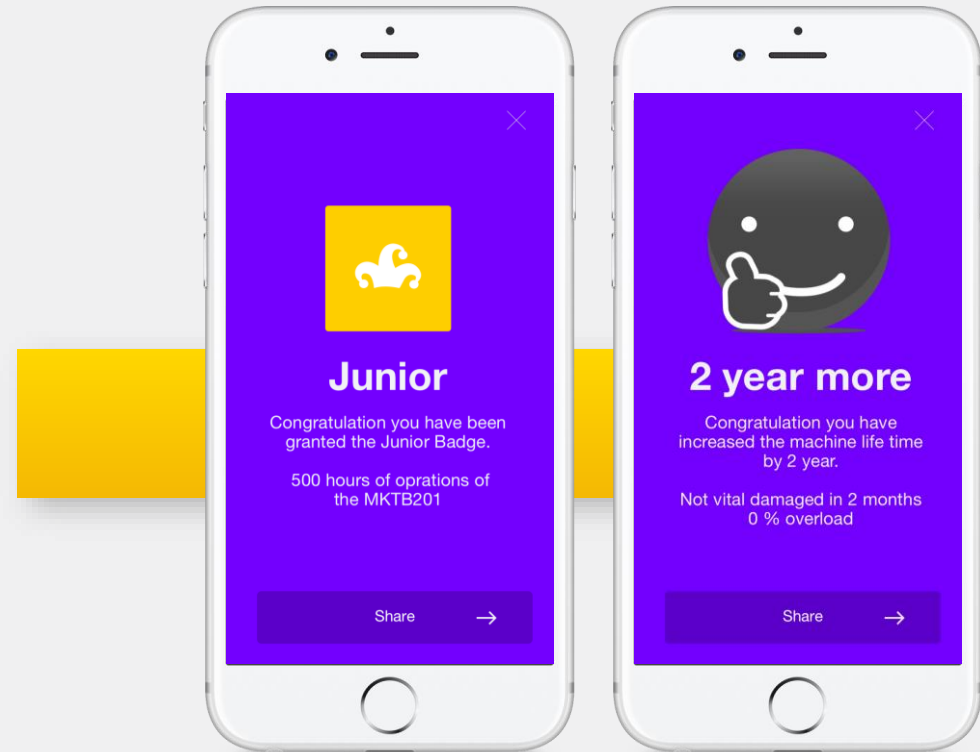 Junior
Congratulation you have been
granted the Junior Badge.
500 hours of oprations of
the MKTB201
Share
2 year more
Congratulation you have
increased the machine life time
by 2 year.
Not vital damaged in 2 months
0 % overload
Share